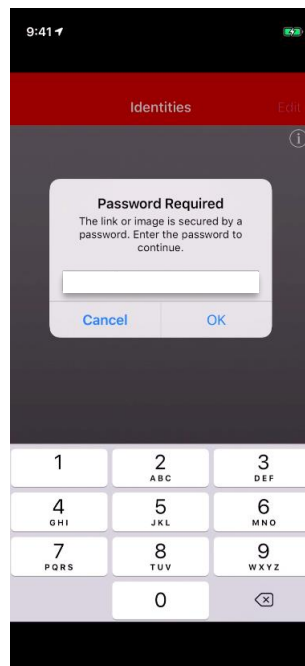 9:41
Identities
Edit
Password Required
The link or image is secured by a
password. Enter the password to
continue.
Cancel
OK
1
2
ABC
3
DEF
4
GHI
5
JKL
6
MNO
7
PQRS
8
TUV
9
WXYZ
0